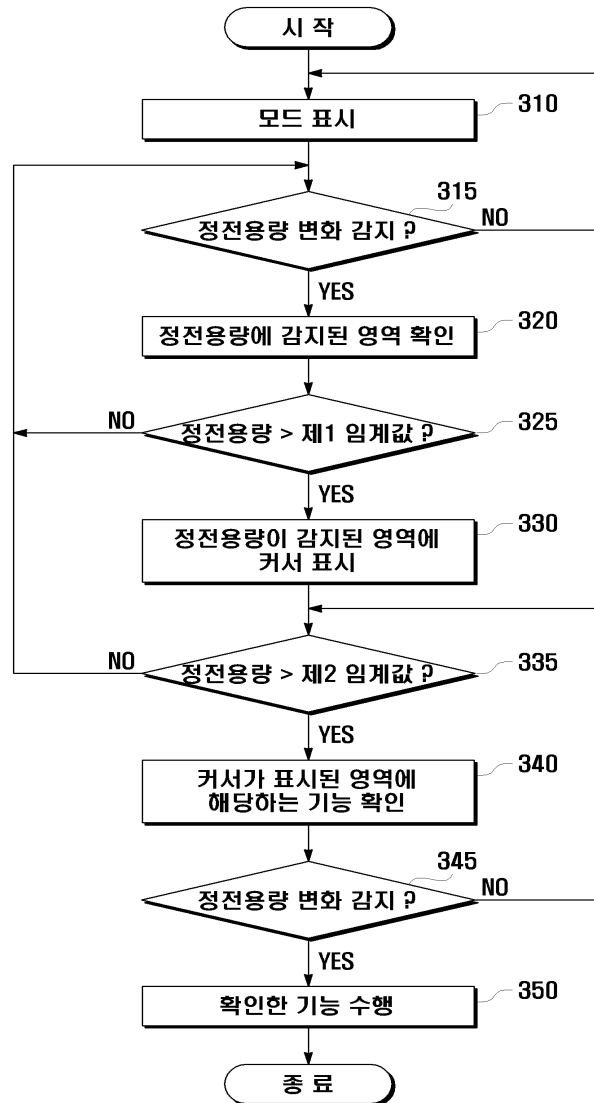 시 작
모드 표시
310
정전용량 변화 감지 ?
315
NO
YES
정전용량에 감지된 영역 확인
320
정전용량 > 제1 임계값 ?
325
NO
YES
정전용량이 감지된 영역에
커서 표시
330
정전용량 > 제2 임계값 ?
335
NO
YES
커서가 표시된 영역에
해당하는 기능 확인
340
정전용량 변화 감지 ?
345
NO
YES
확인한 기능 수행
350
종 료